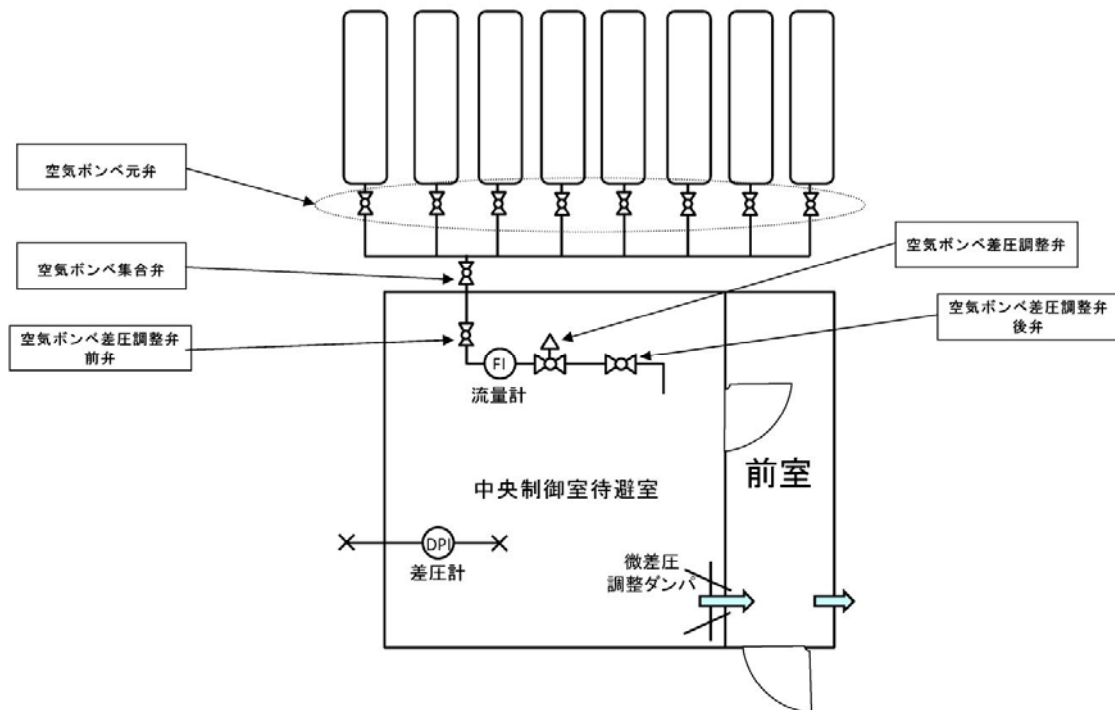 空気ボンベ元弁
空気ボンベ集合弁
空気ボンベ差圧調整弁
前弁
空気ボンベ差圧調整弁
空気ボンベ差圧調整弁
後弁
FI
流量計
中央制御室待避室
前室
DPI
差圧計
微差圧
調整ダンパ